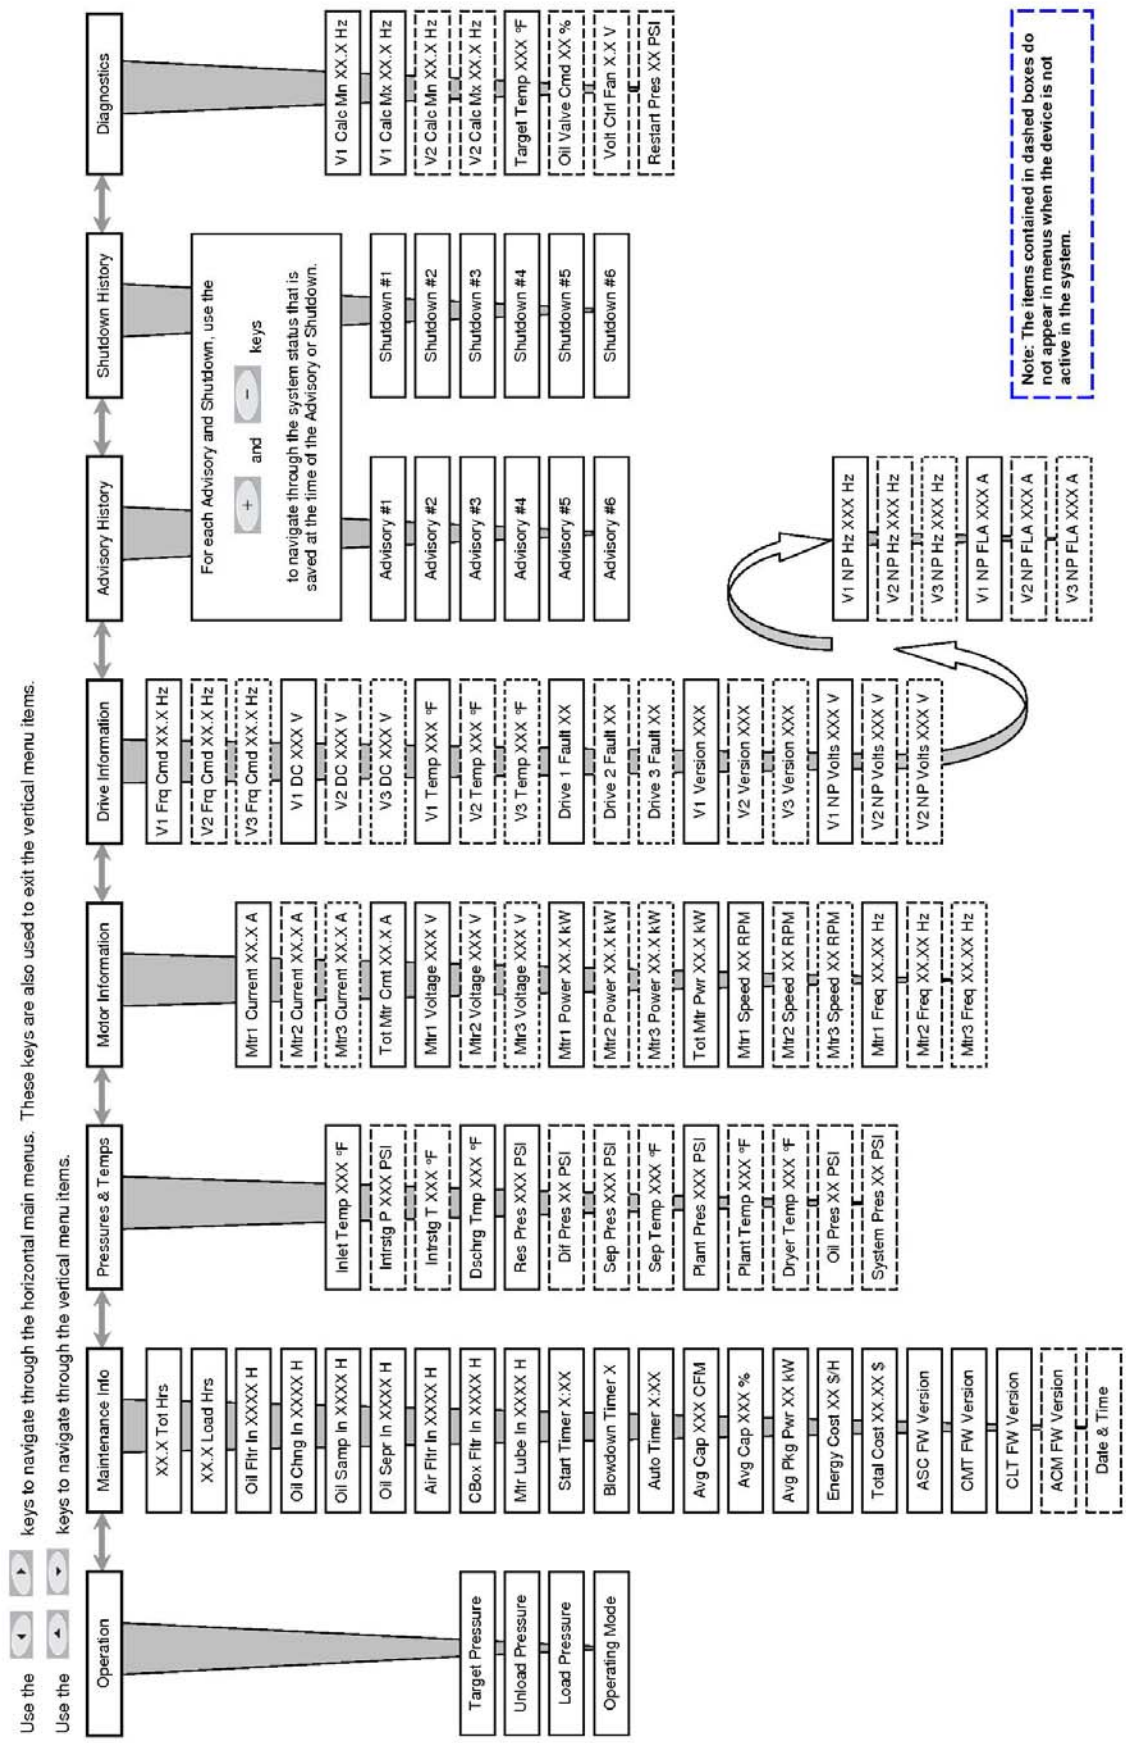 Use the ◂ ▸ keys to navigate through the horizontal main menus. These keys are also used to exit the vertical menu items.
Use the ▴ ▾ keys to navigate through the vertical menu items.
Operation
Target Pressure
Unload Pressure
Load Pressure
Operating Mode
Maintenance Info
XX.X Tot Hrs
XX.X Load Hrs
Oil Fltr In XXXX H
Oil Chng In XXXX H
Oil Samp In XXXX H
Oil Sepr In XXXX H
Air Fltr In XXXX H
CBox Fltr In XXXX H
Mtr Lube In XXXX H
Start Timer X:XX
Blowdown Timer X
Auto Timer X:XX
Avg Cap XXX CFM
Avg Cap XXX %
Avg Pkg Pwr XX kW
Energy Cost XX $/H
Total Cost XX.XX $
ASC FW Version
CMT FW Version
CLT FW Version
ACM FW Version
Date & Time
Pressures & Temps
Inlet Temp XXX ºF
Intrstg P XXX PSI
Intrstg T XXX ºF
Dschrg Tmp XXX ºF
Res Pres XXX PSI
Dif Pres XX PSI
Sep Pres XXX PSI
Sep Temp XXX ºF
Plant Pres XXX PSI
Plant Temp XXX ºF
Dryer Temp XXX ºF
Oil Pres XX PSI
System Pres XX PSI
Motor Information
Mtr1 Current XX.X A
Mtr2 Current XX.X A
Mtr3 Current XX.X A
Tot Mtr Crnt XX.X A
Mtr1 Voltage XXX V
Mtr2 Voltage XXX V
Mtr3 Voltage XXX V
Mtr1 Power XX.X kW
Mtr2 Power XX.X kW
Mtr3 Power XX.X kW
Tot Mtr Pwr XX.X kW
Mtr1 Speed XX RPM
Mtr2 Speed XX RPM
Mtr3 Speed XX RPM
Mtr1 Freq XX.XX Hz
Mtr2 Freq XX.XX Hz
Mtr3 Freq XX.XX Hz
Drive Information
V1 Frq Cmd XX.X Hz
V2 Frq Cmd XX.X Hz
V3 Frq Cmd XX.X Hz
V1 DC XXX V
V2 DC XXX V
V3 DC XXX V
V1 Temp XXX ºF
V2 Temp XXX ºF
V3 Temp XXX ºF
Drive 1 Fault XX
Drive 2 Fault XX
Drive 3 Fault XX
V1 Version XXX
V2 Version XXX
V3 Version XXX
V1 NP Volts XXX V
V2 NP Volts XXX V
V2 NP Volts XXX V
V1 NP Hz XXX Hz
V2 NP Hz XXX Hz
V3 NP Hz XXX Hz
V1 NP FLA XXX A
V2 NP FLA XXX A
V3 NP FLA XXX A
Advisory History
Shutdown History
For each Advisory and Shutdown, use the
+ and − keys
to navigate through the system status that is
saved at the time of the Advisory or Shutdown.
Advisory #1
Advisory #2
Advisory #3
Advisory #4
Advisory #5
Advisory #6
Shutdown #1
Shutdown #2
Shutdown #3
Shutdown #4
Shutdown #5
Shutdown #6
Diagnostics
V1 Calc Mn XX.X Hz
V1 Calc Mx XX.X Hz
V2 Calc Mn XX.X Hz
V2 Calc Mx XX.X Hz
Target Temp XXX ºF
Oil Valve Cmd XX %
Volt Ctrl Fan X.X V
Restart Pres XX PSI
Note: The items contained in dashed boxes do
not appear in menus when the device is not
active in the system.